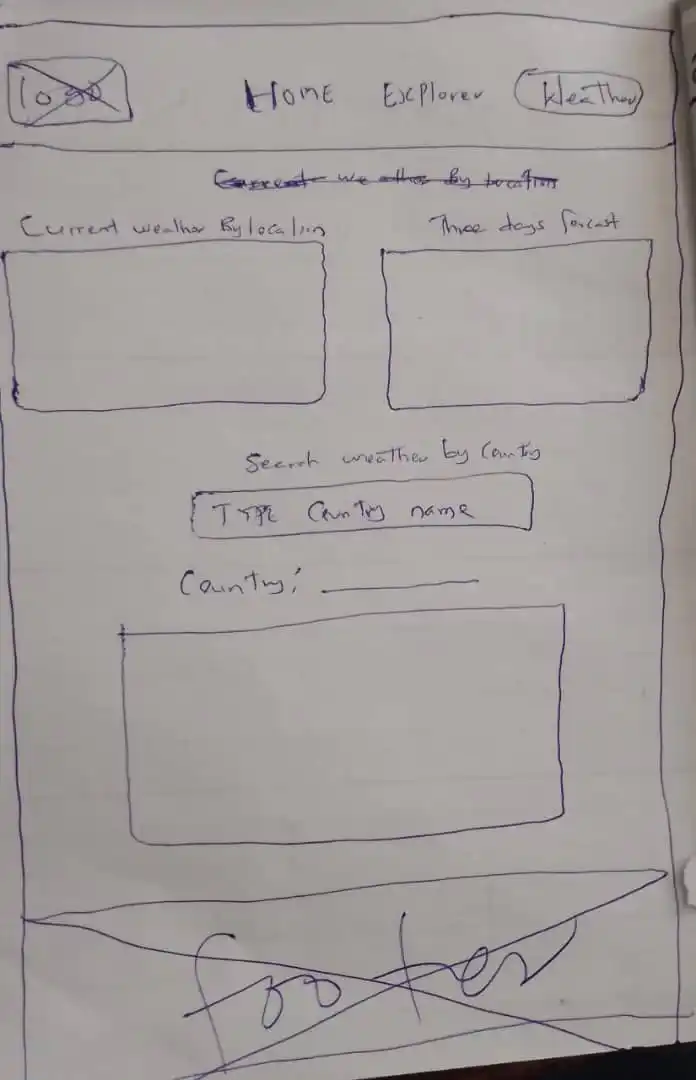 logo HOME Explorer Weather
Current weather By location
Current weather By location Three days forcast
Search weather by Country
TYPE Country name
Country:
footer